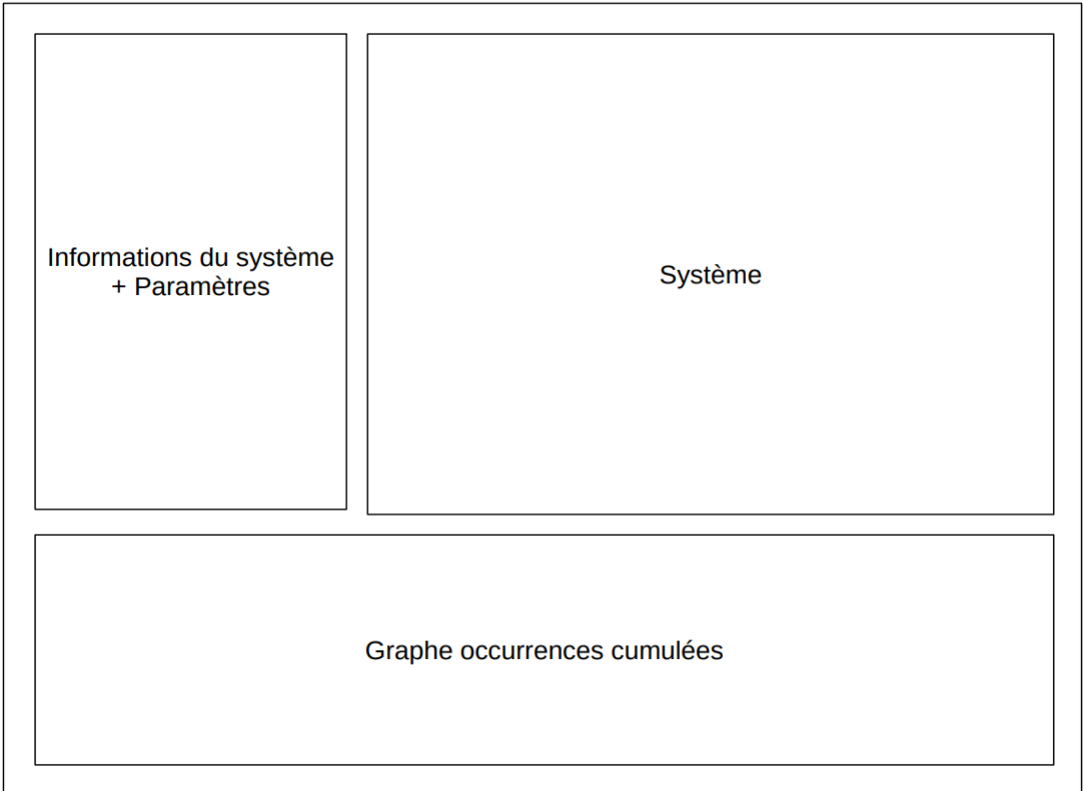 Informations du système
+ Paramètres
Système
Graphe occurrences cumulées